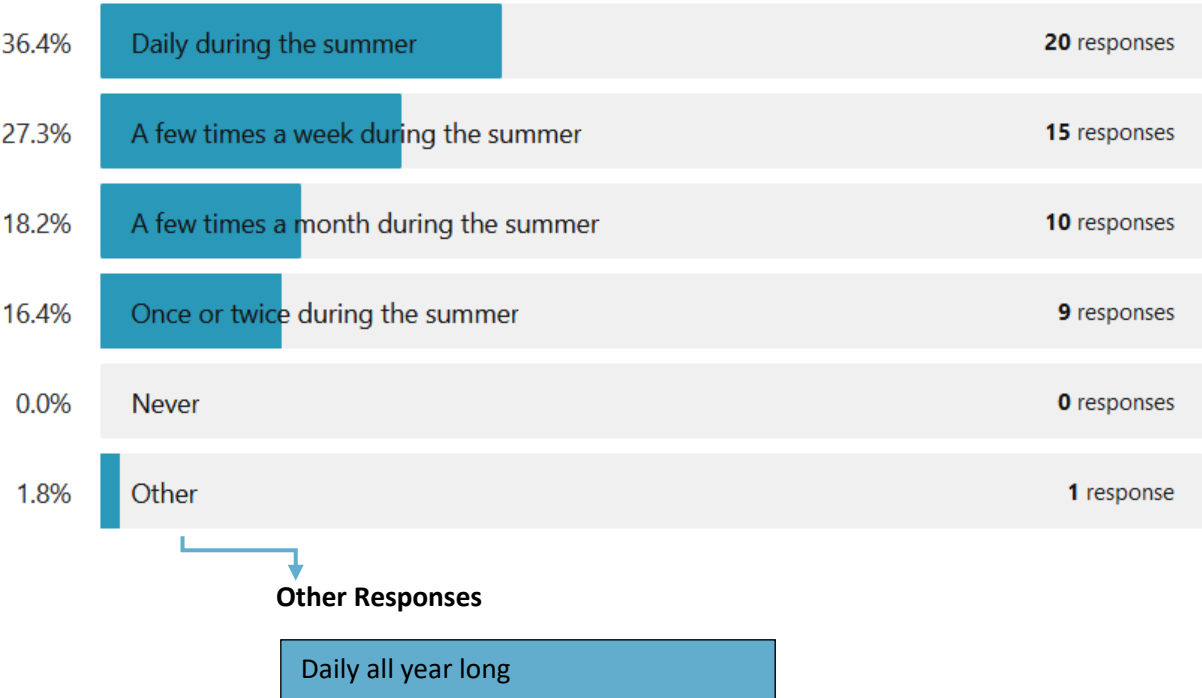 36.4% Daily during the summer 20 responses
27.3% A few times a week during the summer 15 responses
18.2% A few times a month during the summer 10 responses
16.4% Once or twice during the summer 9 responses
0.0% Never 0 responses
1.8% Other 1 response
Other Responses
Daily all year long